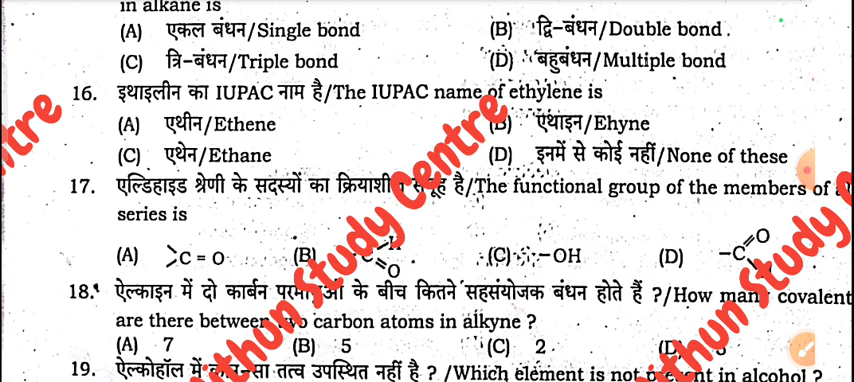 in alkane is
(A) एकल बंधन/Single bond (B) द्वि-बंधन/Double bond.
(C) त्रि-बंधन/Triple bond (D) बहुबंधन/Multiple bond
16. इथाइलीन का IUPAC नाम है/The IUPAC name of ethylene is
(A) एथीन/Ethene (B) एथाइन/Ehyne
(C) एथेन/Ethane (D) इनमें से कोई नहीं/None of these
17. एल्डिहाइड श्रेणी के सदस्यों का है/The functional group of the members of
series is
(A) >C = O (B) (C) -OH (D)
18. ऐल्काइन में दो कार्बन के बीच कितने सहसंयोजक बंधन होते हैं ?/How covalent
are there between carbon atoms in alkyne ?
(A) 7 (B) 5 (C) 2
19. ऐल्कोहॉल में तत्व उपस्थित नहीं है ? /Which element is not in alcohol ?
Mithun Study Centre